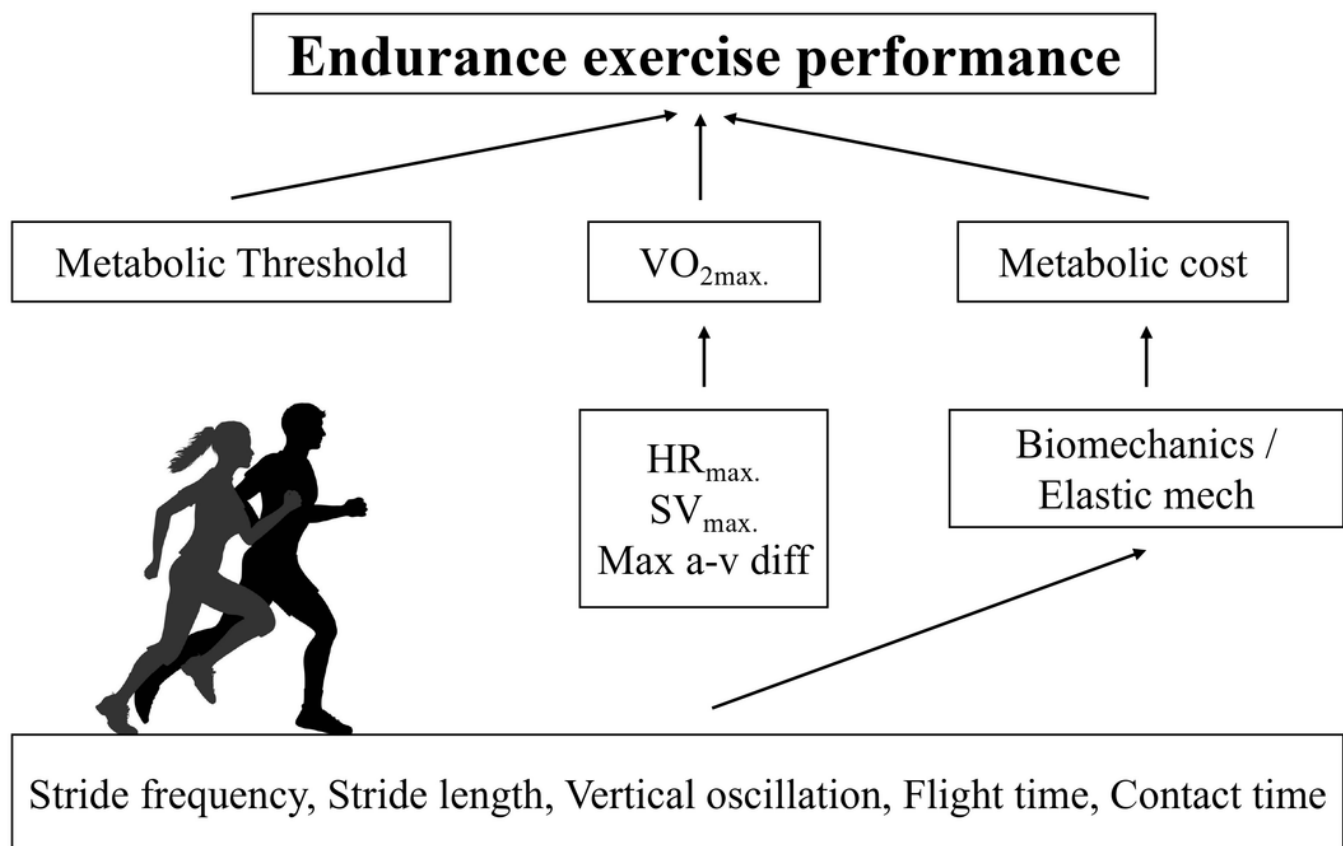 Endurance exercise performance
Metabolic Threshold
VO₂max.
Metabolic cost
HRmax.
SVmax.
Max a-v diff
Biomechanics /
Elastic mech
Stride frequency, Stride length, Vertical oscillation, Flight time, Contact time